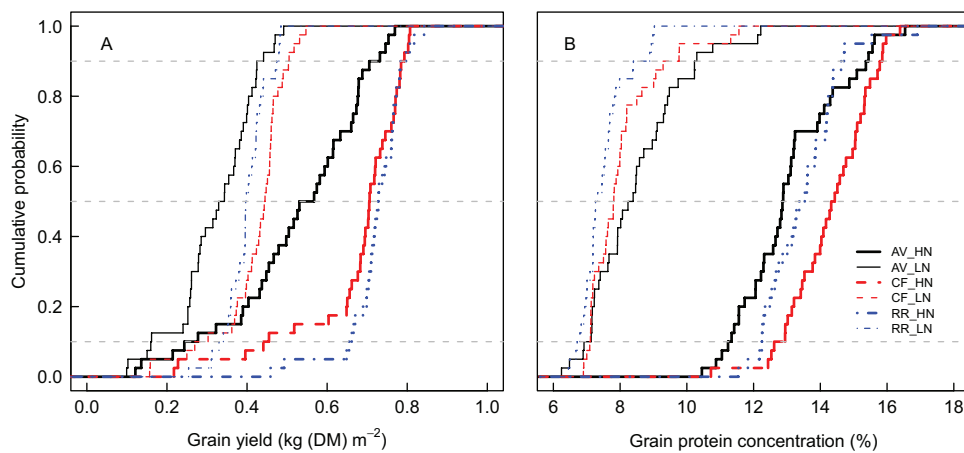 A
B
Cumulative probability
1.0
0.8
0.6
0.4
0.2
0.0
0.0 0.2 0.4 0.6 0.8 1.0
6 8 10 12 14 16 18
AV_HN
AV_LN
CF_HN
CF_LN
RR_HN
RR_LN
Grain yield (kg (DM) m⁻²)
Grain protein concentration (%)